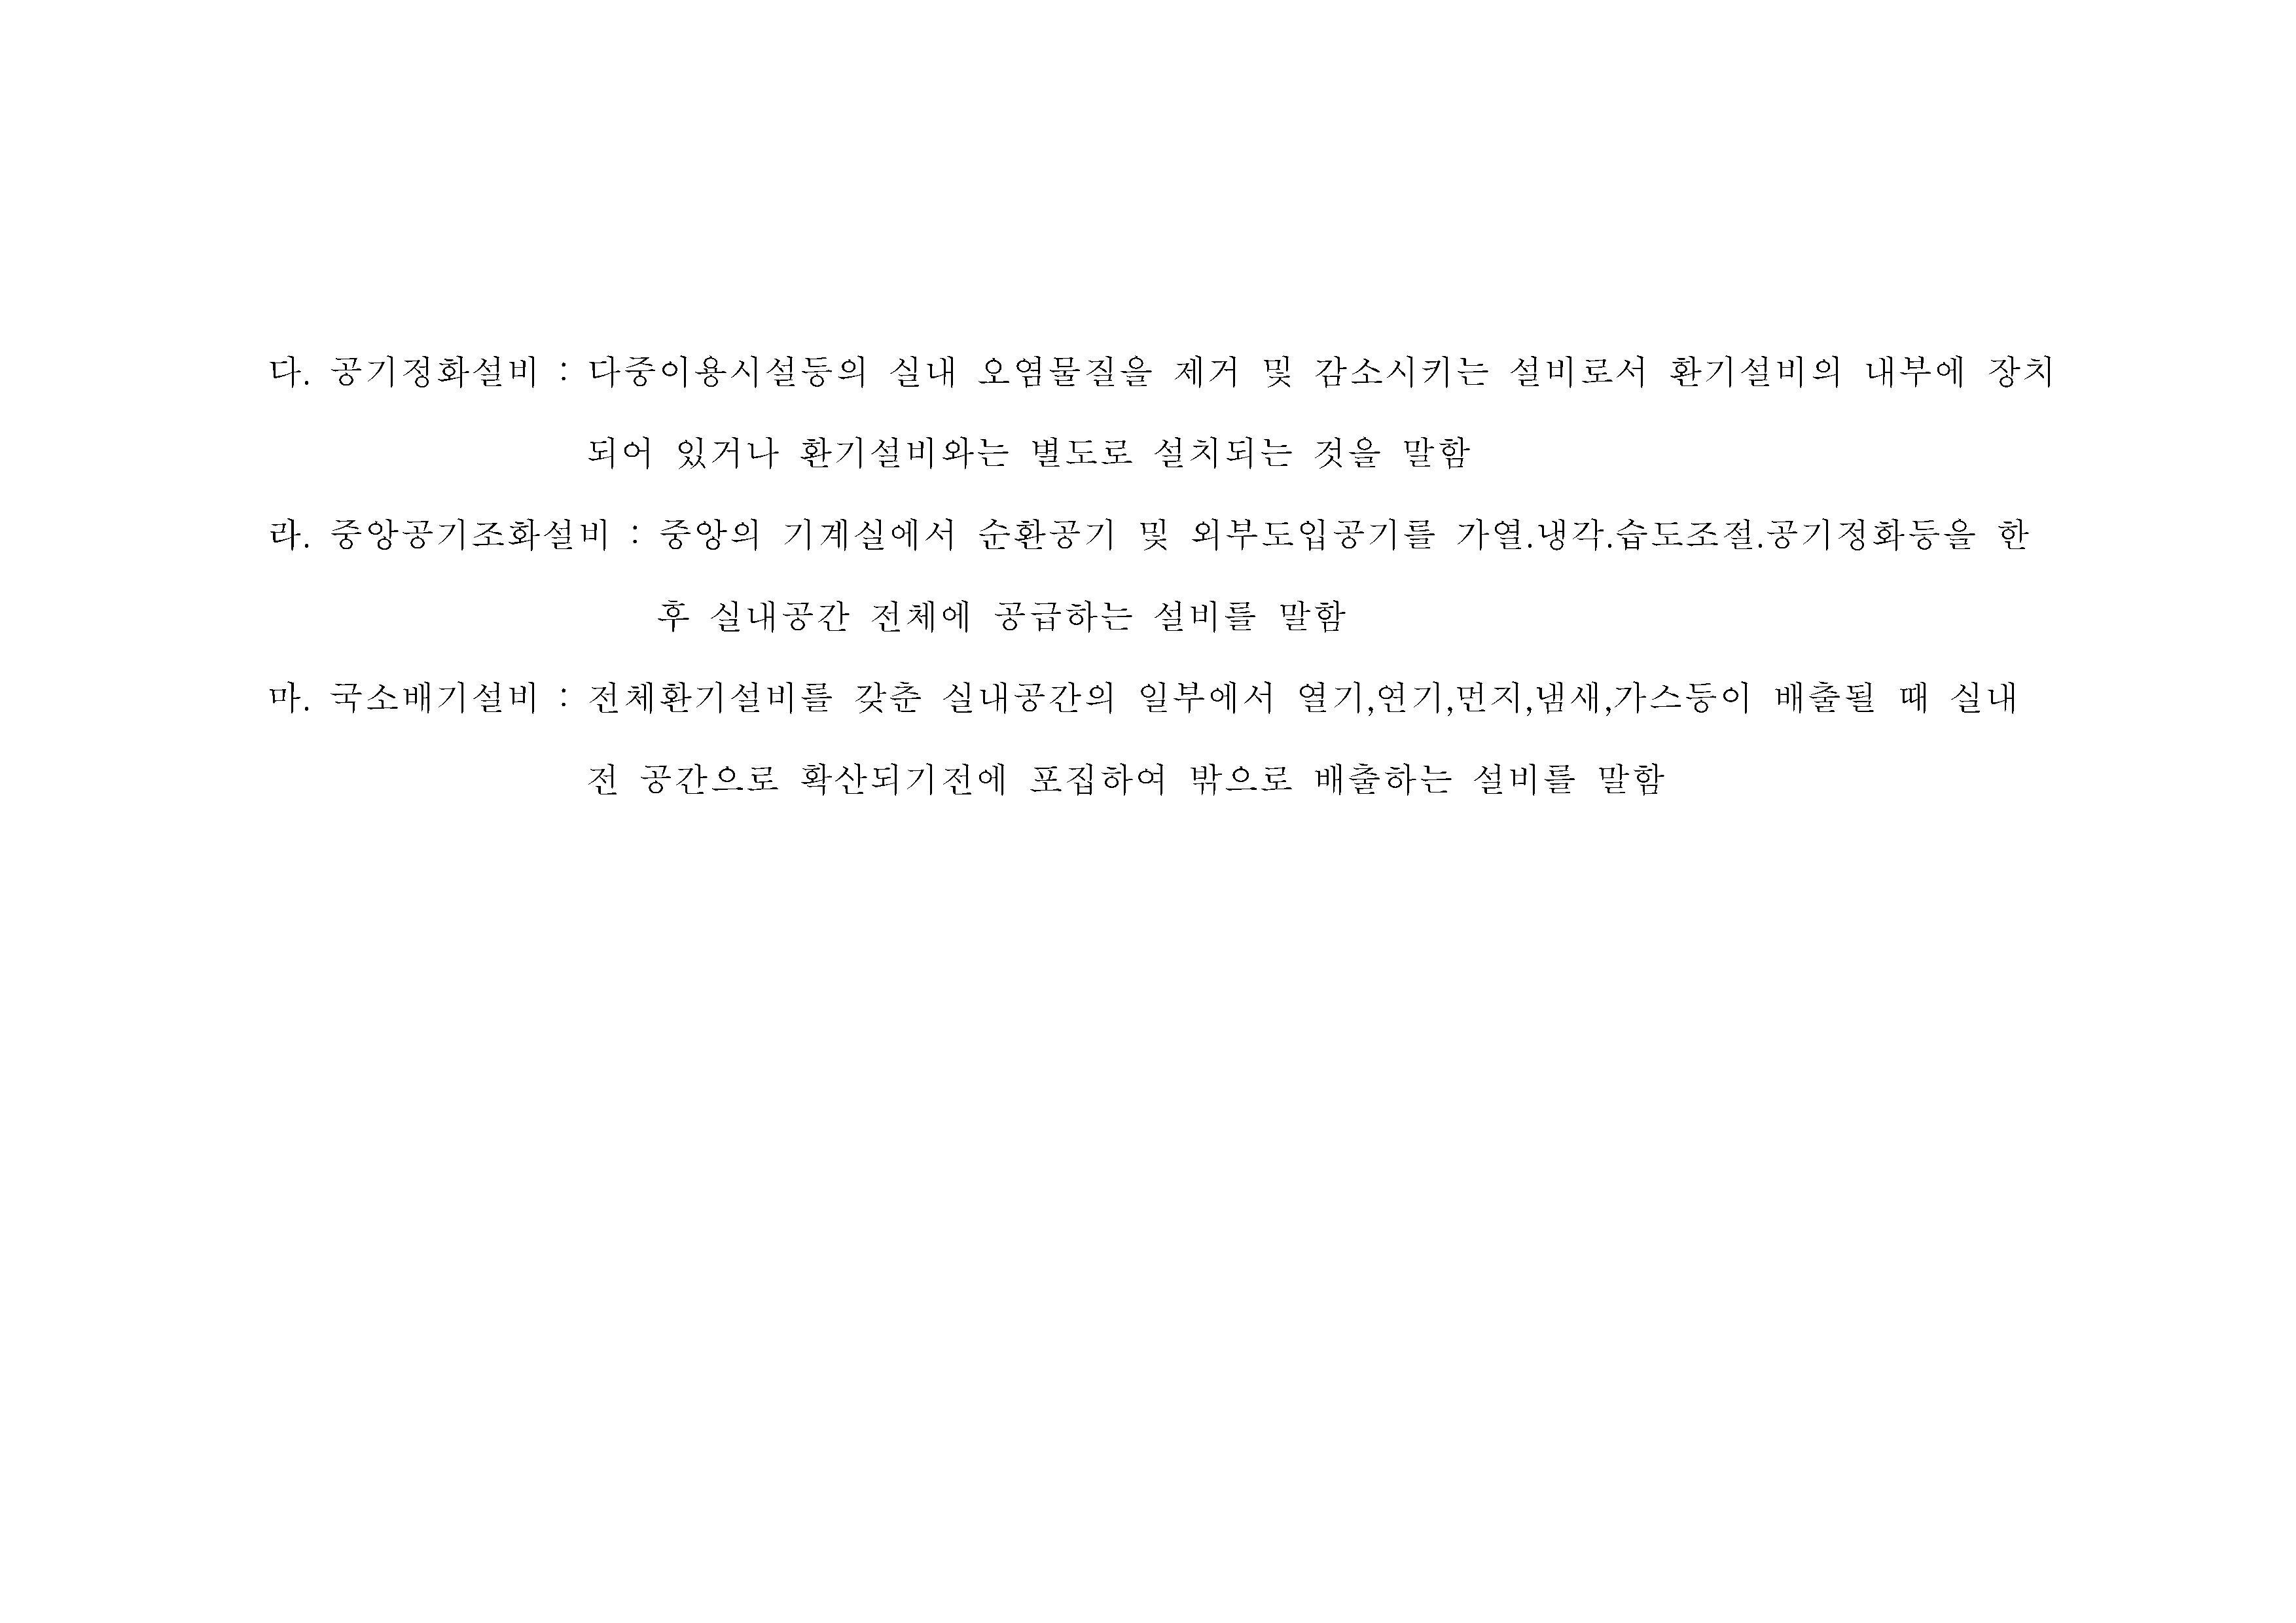 다. 공기정화설비 : 다중이용시설등의 실내 오염물질을 제거 및 감소시키는 설비로서 환기설비의 내부에 장치
되어 있거나 환기설비와는 별도로 설치되는 것을 말함
라. 중앙공기조화설비 : 중앙의 기계실에서 순환공기 및 외부도입공기를 가열.냉각.습도조절.공기정화등을 한
후 실내공간 전체에 공급하는 설비를 말함
마. 국소배기설비 : 전체환기설비를 갖춘 실내공간의 일부에서 열기,연기,먼지,냄새,가스등이 배출될 때 실내
전 공간으로 확산되기전에 포집하여 밖으로 배출하는 설비를 말함